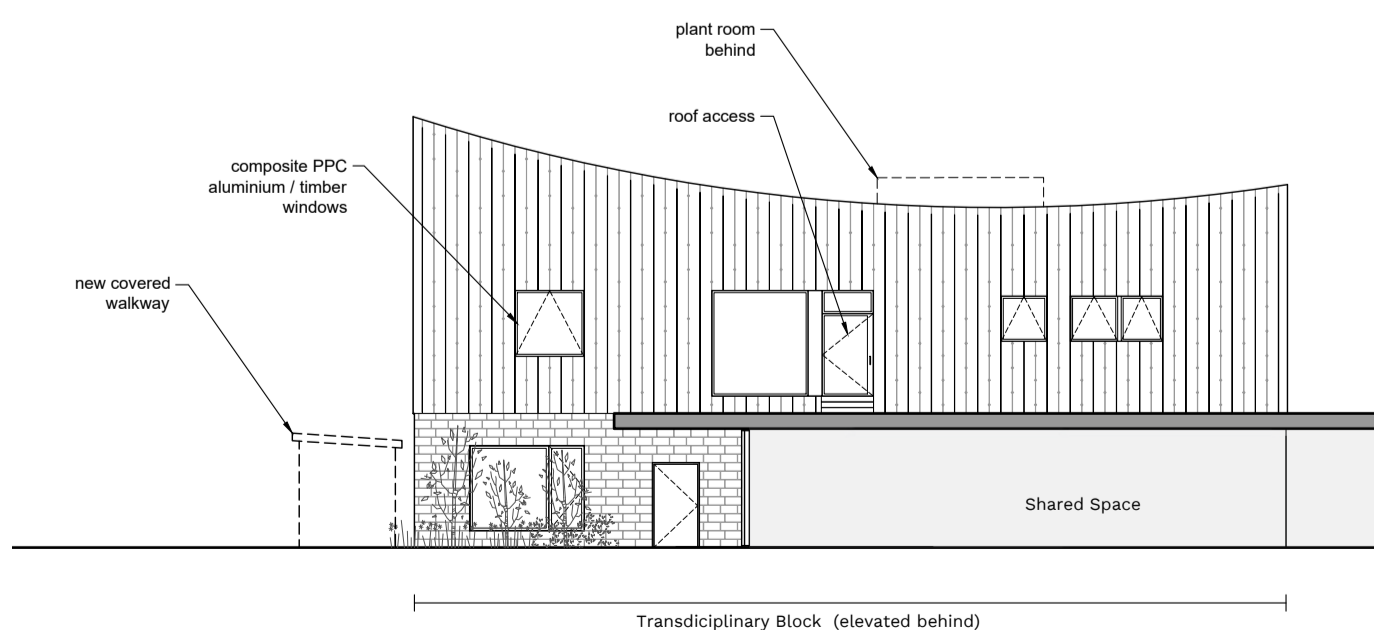 plant room
behind
roof access
composite PPC
aluminium / timber
windows
new covered
walkway
Shared Space
Transdiciplinary Block (elevated behind)